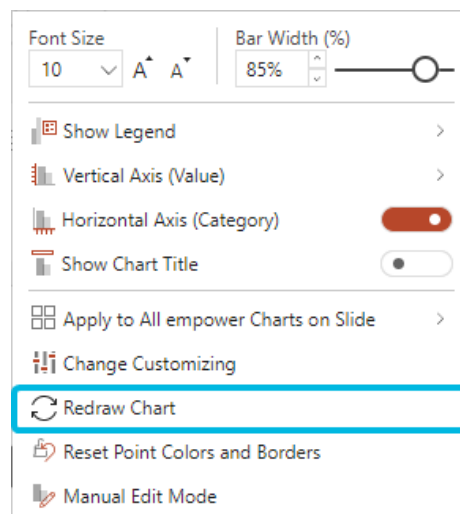 Font Size
Bar Width (%)
10
A A
85%
Show Legend
Vertical Axis (Value)
Horizontal Axis (Category)
Show Chart Title
Apply to All empower Charts on Slide
Change Customizing
Redraw Chart
Reset Point Colors and Borders
Manual Edit Mode